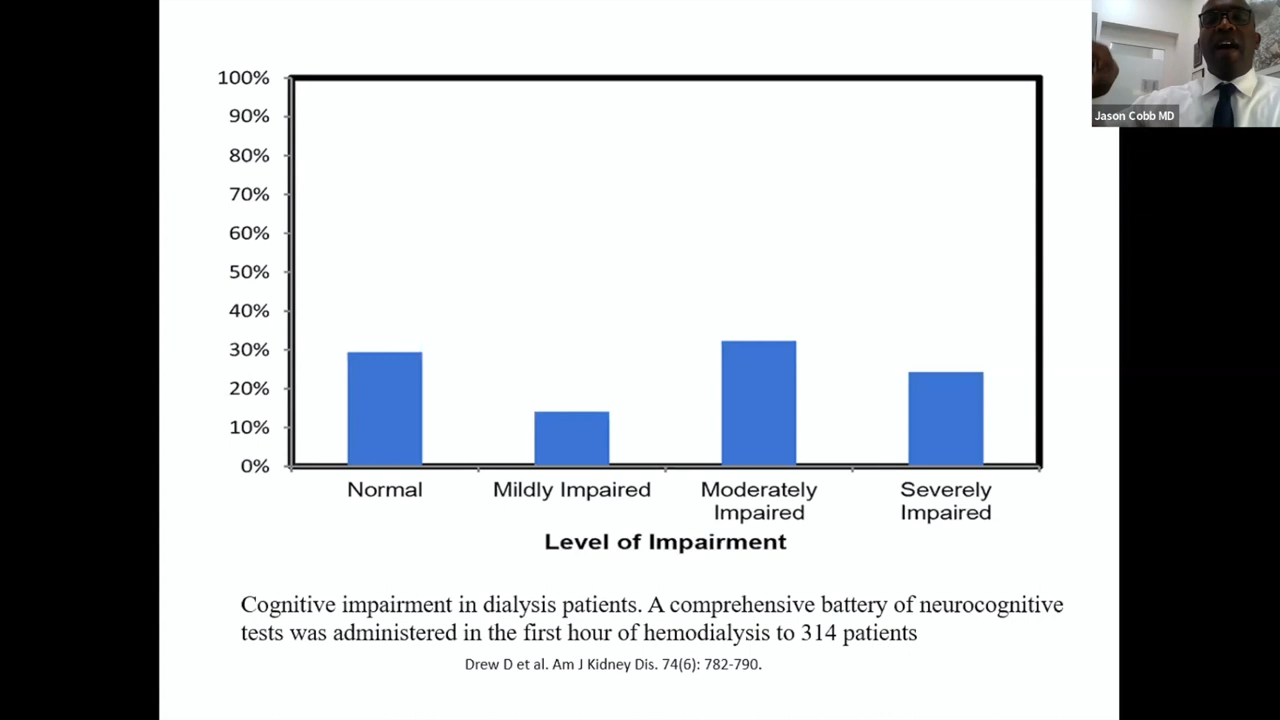 Jason Cobb MD
100%
90%
80%
70%
60%
50%
40%
30%
20%
10%
0%
Normal
Mildly Impaired
Moderately
Impaired
Severely
Impaired
Level of Impairment
Cognitive impairment in dialysis patients. A comprehensive battery of neurocognitive
tests was administered in the first hour of hemodialysis to 314 patients
Drew D et al. Am J Kidney Dis. 74(6): 782-790.